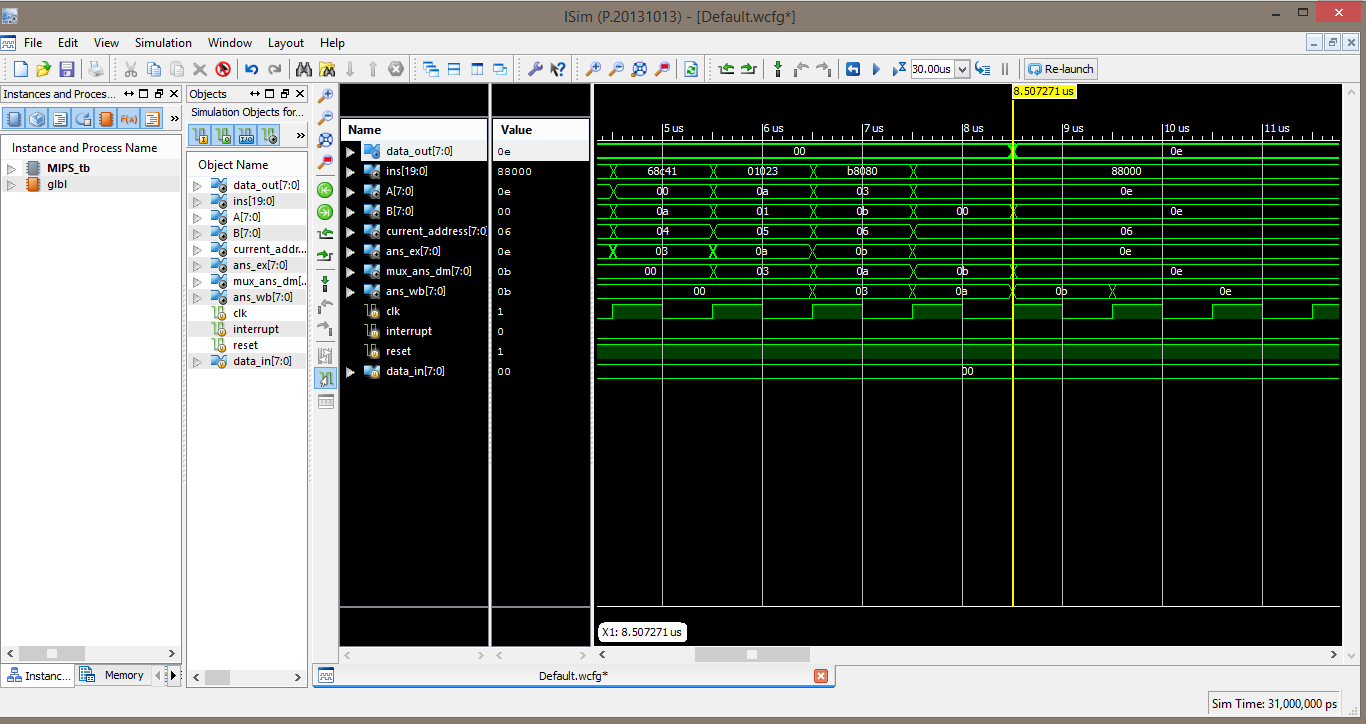 ISim (P.20131013) - [Default.wcfg*]
File Edit View Simulation Window Layout Help
30.00us Re-launch
Instances and Proces...
Instance and Process Name
MIPS_tb
glbl
Instanc... Memory
Objects
Simulation Objects for...
Object Name
data_out[7:0]
ins[19:0]
A[7:0]
B[7:0]
current_addr...
ans_ex[7:0]
mux_ans_dm[...
ans_wb[7:0]
clk
interrupt
reset
data_in[7:0]
8.507271 us
5 us 6 us 7 us 8 us 9 us 10 us 11 us
Name Value
data_out[7:0] 0e 00 0e
ins[19:0] 88000 68c41 01023 b8080 88000
A[7:0] 0e 00 0a 03 0e
B[7:0] 00 0a 01 0b 00 0e
current_address[7:0] 06 04 05 06 06
ans_ex[7:0] 0e 03 0a 0b 0e
mux_ans_dm[7:0] 0b 00 03 0a 0b 0e
ans_wb[7:0] 0b 00 03 0a 0b 0e
clk 1
interrupt 0
reset 1
data_in[7:0] 00 00
X1: 8.507271 us
Default.wcfg*
Sim Time: 31,000,000 ps